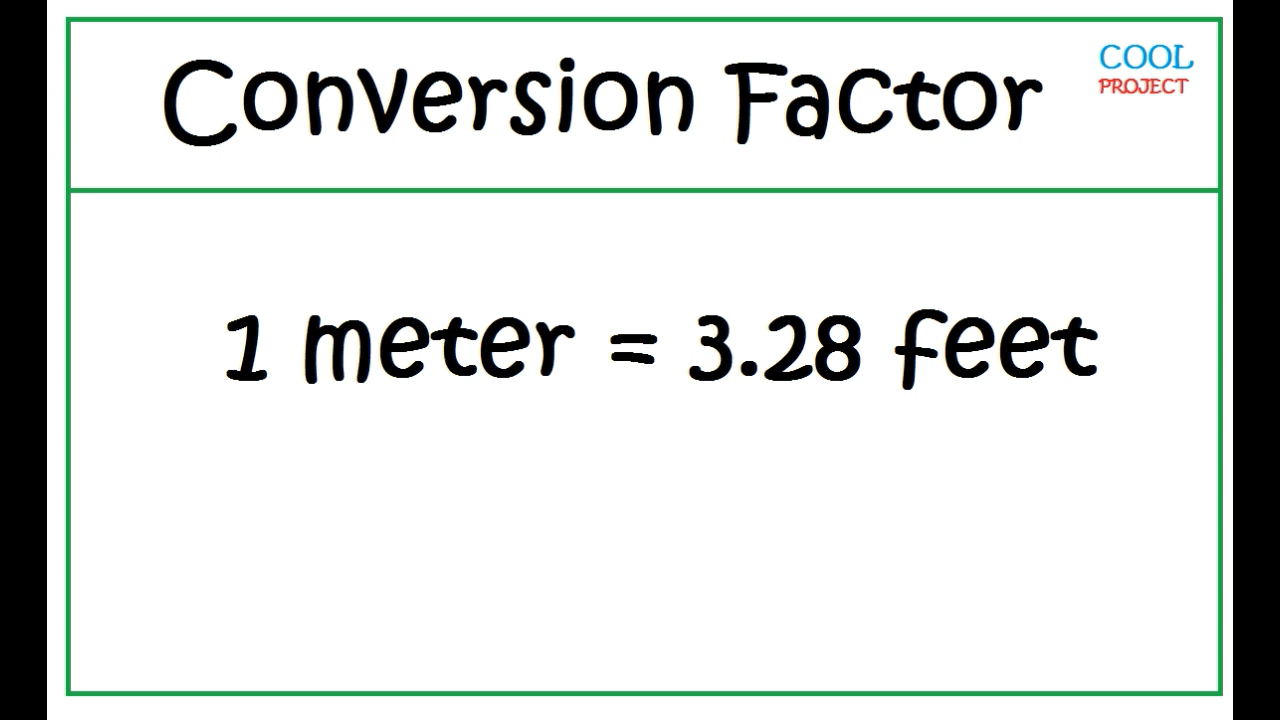 Conversion Factor
COOL
PROJECT
1 meter = 3.28 feet